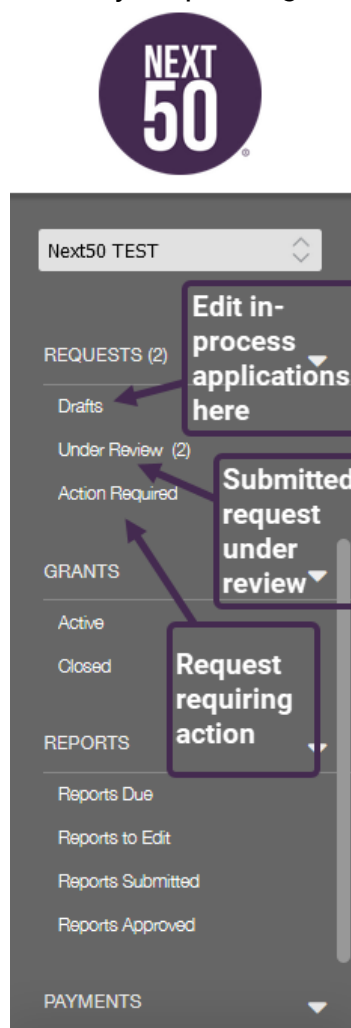 NEXT
50
Next50 TEST
Edit in-
process
applications
here
REQUESTS (2)
Drafts
Under Review (2)
Submitted
request
under
review
Action Required
GRANTS
Active
Closed
Request
requiring
action
REPORTS
Reports Due
Reports to Edit
Reports Submitted
Reports Approved
PAYMENTS